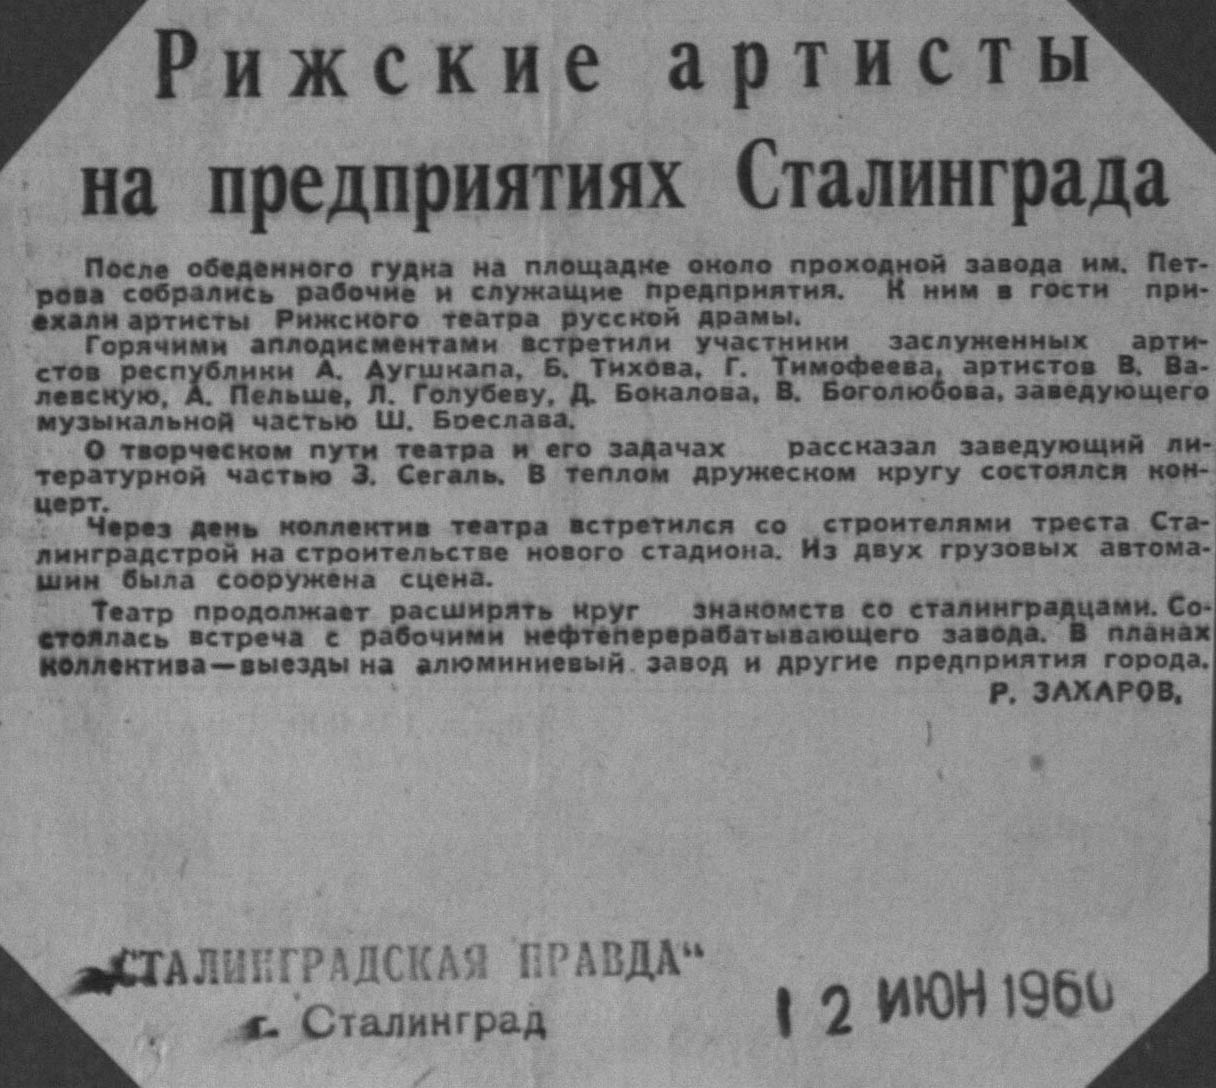 Рижские артисты
на предприятиях Сталинграда
После обеденного гудка на площадке около проходной завода им. Пет-
рова собрались рабочие и служащие предприятия. К ним в гости при-
ехали артисты Рижского театра русской драмы.
Горячими аплодисментами встретили участники заслуженных арти-
стов республики А. Аугшкапа, Б. Тихова, Г. Тимофеева, артистов В. Ва-
левскую, А. Пельше, Л. Голубеву, Д. Бокалова, В. Боголюбова, заведующего
музыкальной частью Ш. Бреслава.
О творческом пути театра и его задачах рассказал заведующий ли-
тературной частью З. Сегаль. В теплом дружеском кругу состоялся кон-
церт.
Через день коллектив театра встретился со строителями треста Ста-
линградстрой на строительстве нового стадиона. Из двух грузовых автома-
шин была сооружена сцена.
Театр продолжает расширять круг знакомств со сталинградцами. Со-
стоялась встреча с рабочими нефтеперерабатывающего завода. В планах
коллектива—выезды на алюминиевый завод и другие предприятия города.
Р. ЗАХАРОВ.
СТАЛИНГРАДСКАЯ ПРАВДА“
г. Сталинград
12 ИЮН 1960